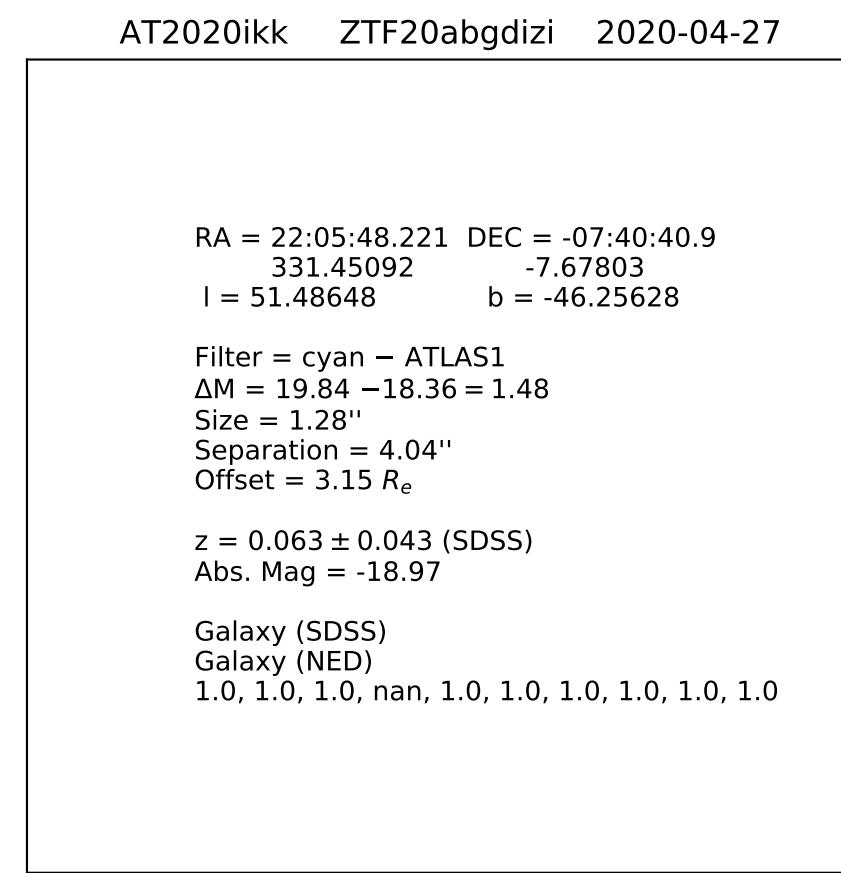 AT2020ikk ZTF20abgdizi 2020-04-27
RA = 22:05:48.221 DEC = -07:40:40.9
331.45092 -7.67803
l = 51.48648 b = -46.25628
Filter = cyan − ATLAS1
ΔM = 19.84 −18.36 = 1.48
Size = 1.28''
Separation = 4.04''
Offset = 3.15 Rₑ
z = 0.063 ± 0.043 (SDSS)
Abs. Mag = -18.97
Galaxy (SDSS)
Galaxy (NED)
1.0, 1.0, 1.0, nan, 1.0, 1.0, 1.0, 1.0, 1.0, 1.0